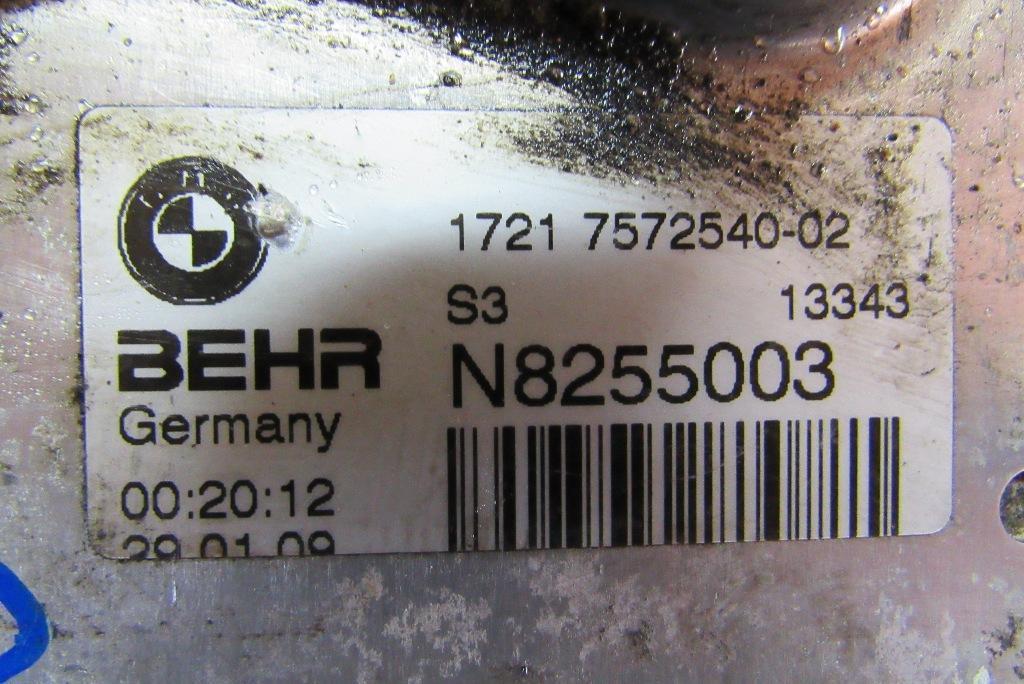 1721 7572540-02
S3 13343
BEHR
N8255003
Germany
00:20:12
29.01.09